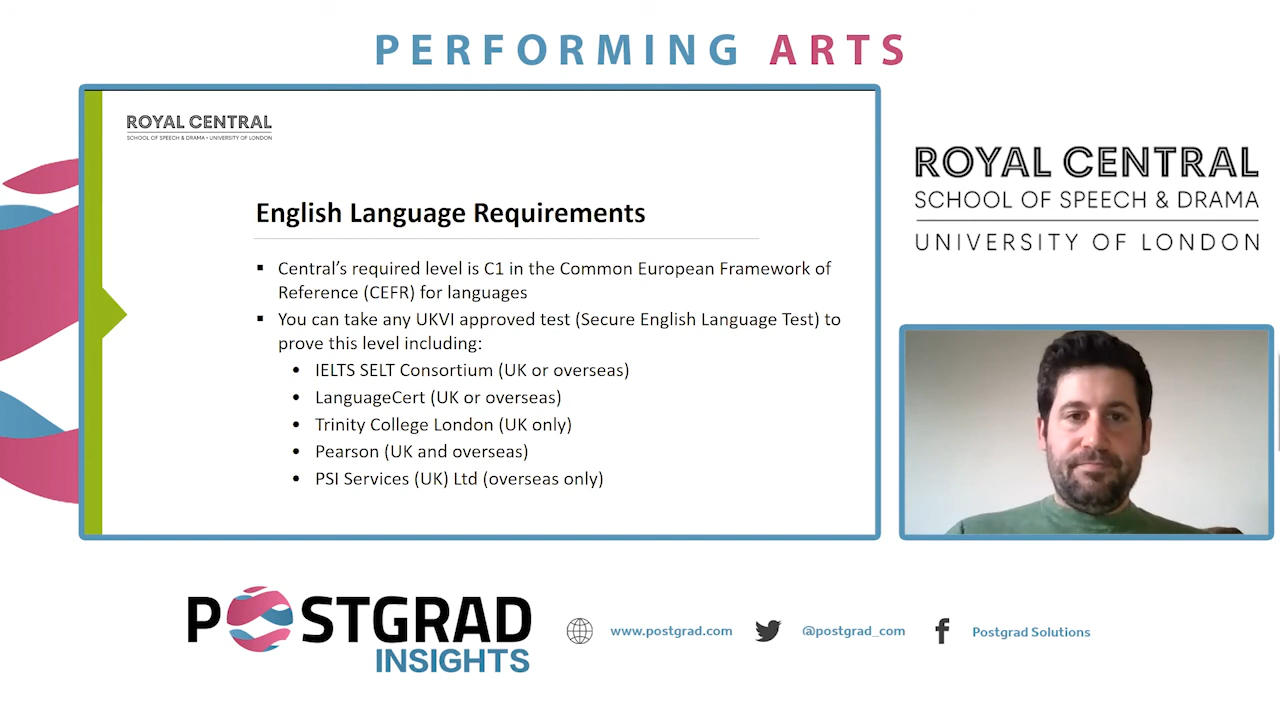 PERFORMING ARTS
ROYAL CENTRAL
SCHOOL OF SPEECH & DRAMA • UNIVERSITY OF LONDON
English Language Requirements
▪ Central’s required level is C1 in the Common European Framework of
Reference (CEFR) for languages
▪ You can take any UKVI approved test (Secure English Language Test) to
prove this level including:
• IELTS SELT Consortium (UK or overseas)
• LanguageCert (UK or overseas)
• Trinity College London (UK only)
• Pearson (UK and overseas)
• PSI Services (UK) Ltd (overseas only)
ROYAL CENTRAL
SCHOOL OF SPEECH & DRAMA
UNIVERSITY OF LONDON
POSTGRAD
INSIGHTS
www.postgrad.com
@postgrad_com
Postgrad Solutions